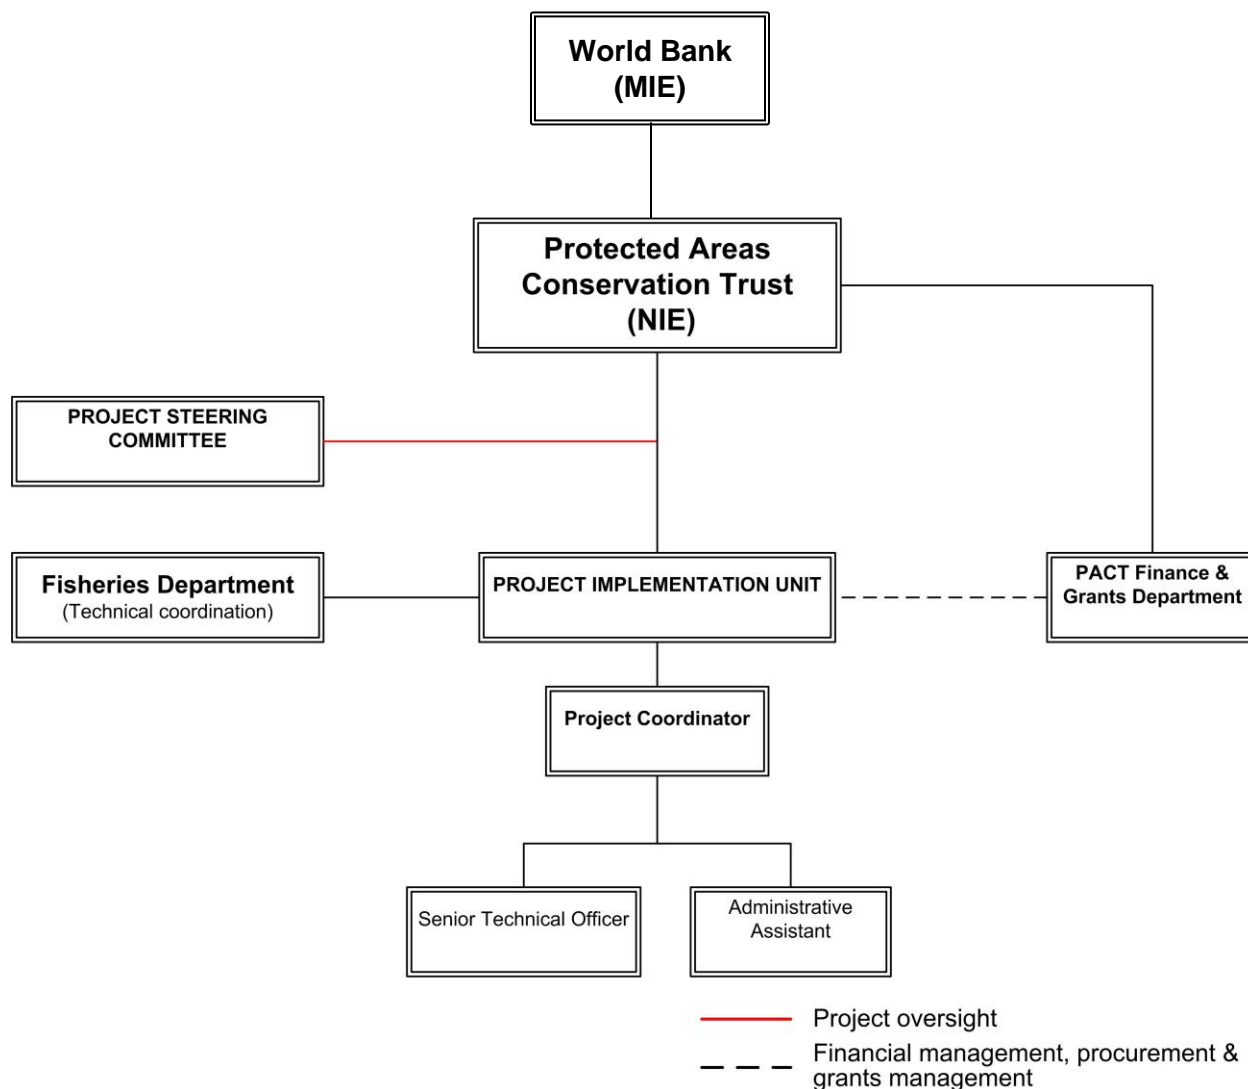 World Bank
(MIE)
Protected Areas
Conservation Trust
(NIE)
PROJECT STEERING
COMMITTEE
Fisheries Department
(Technical coordination)
PROJECT IMPLEMENTATION UNIT
PACT Finance &
Grants Department
Project Coordinator
Senior Technical Officer
Administrative
Assistant
Project oversight
Financial management, procurement &
grants management